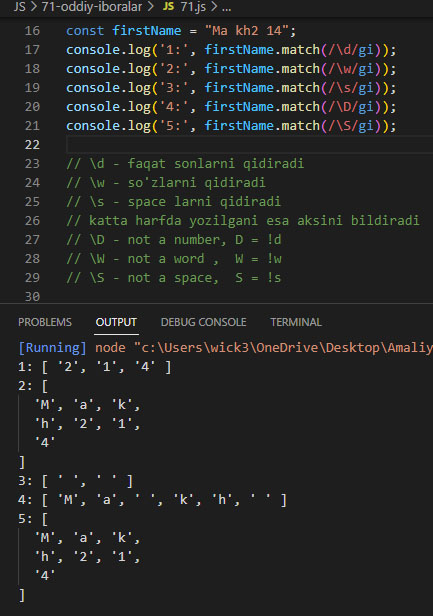 JS > 71-oddiy-iboralar > JS 71.js > ...
16 const firstName = "Ma kh2 14";
17 console.log('1:', firstName.match(/\d/gi));
18 console.log('2:', firstName.match(/\w/gi));
19 console.log('3:', firstName.match(/\s/gi));
20 console.log('4:', firstName.match(/\D/gi));
21 console.log('5:', firstName.match(/\S/gi));
22
23 // \d - faqat sonlarni qidiradi
24 // \w - so'zlarni qidiradi
25 // \s - space larni qidiradi
26 // katta harfda yozilgani esa aksini bildiradi
27 // \D - not a number, D = !d
28 // \W - not a word , W = !w
29 // \S - not a space, S = !s
30
PROBLEMS OUTPUT DEBUG CONSOLE TERMINAL
[Running] node "c:\Users\wick3\OneDrive\Desktop\Amaliy
1: [ '2', '1', '4' ]
2: [
'M', 'a', 'k',
'h', '2', '1',
'4'
]
3: [ ' ', ' ' ]
4: [ 'M', 'a', ' ', 'k', 'h', ' ' ]
5: [
'M', 'a', 'k',
'h', '2', '1',
'4'
]